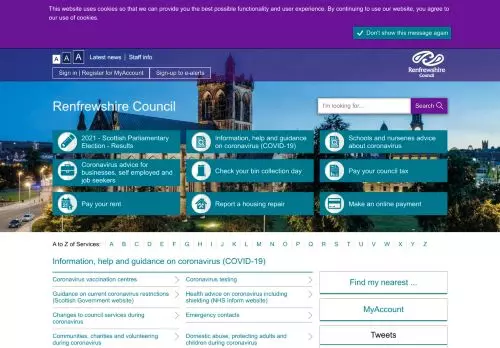 This website uses cookies so that we can provide you the best possible functionality and user experience. By continuing to use our website, you agree to
our use of cookies.
Don't show this message again
A A A Latest news | Staff info
Sign in | Register for MyAccount Sign-up to e-alerts
Renfrewshire
Council
Renfrewshire Council
I'm looking for... Search
2021 - Scottish Parliamentary
Election - Results
Information, help and guidance
on coronavirus (COVID-19)
Schools and nurseries advice
about coronavirus
Coronavirus advice for
businesses, self employed and
job seekers
Check your bin collection day
Pay your council tax
Pay your rent
Report a housing repair
Make an online payment
A to Z of Services: A B C D E F G H I J K L M N O P Q R S T U V W X Y Z
Information, help and guidance on coronavirus (COVID-19)
Coronavirus vaccination centres
Coronavirus testing
Guidance on current coronavirus restrictions
(Scottish Government website)
Health advice on coronavirus including
shielding (NHS inform website)
Changes to council services during
coronavirus
Emergency contacts
Communities, charities and volunteering
during coronavirus
Domestic abuse, protecting adults and
children during coronavirus
Find my nearest ...
MyAccount
Tweets